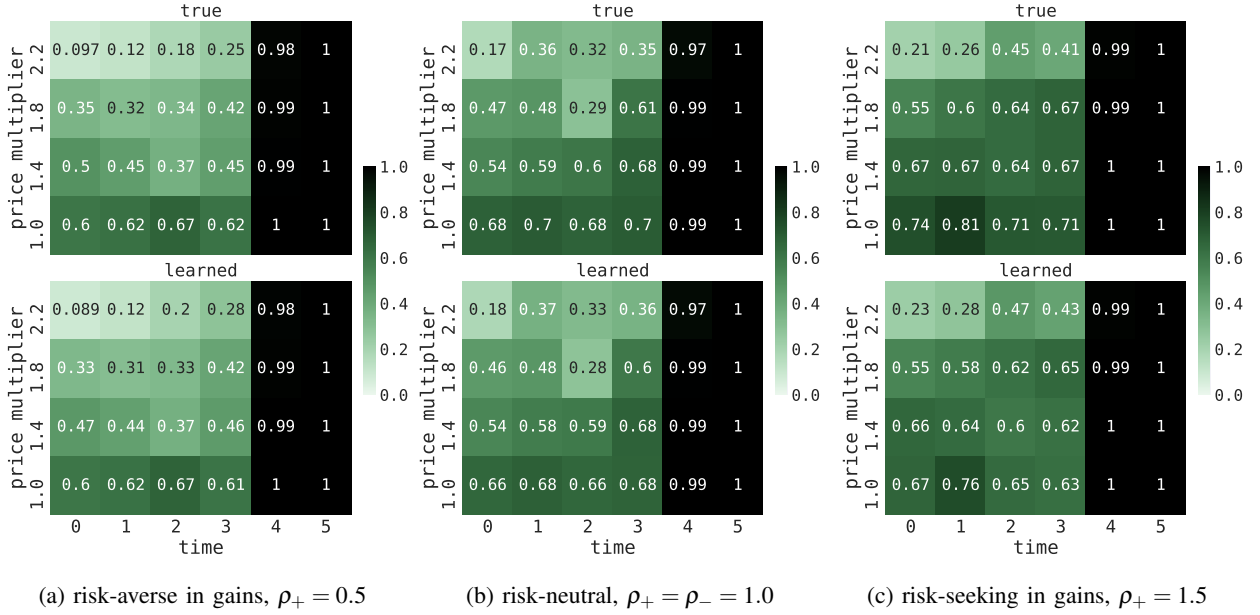 true
price multiplier
2.2 0.097 0.12 0.18 0.25 0.98 1
1.8 0.35 0.32 0.34 0.42 0.99 1
1.4 0.5 0.45 0.37 0.45 0.99 1
1.0 0.6 0.62 0.67 0.62 1 1
learned
price multiplier
2.2 0.089 0.12 0.2 0.28 0.98 1
1.8 0.33 0.31 0.33 0.42 0.99 1
1.4 0.47 0.44 0.37 0.46 0.99 1
1.0 0.6 0.62 0.67 0.61 1 1
0 1 2 3 4 5
time
1.0
0.8
0.6
0.4
0.2
0.0
(a) risk-averse in gains, ρ₊ = 0.5
true
price multiplier
2.2 0.17 0.36 0.32 0.35 0.97 1
1.8 0.47 0.48 0.29 0.61 0.99 1
1.4 0.54 0.59 0.6 0.68 0.99 1
1.0 0.68 0.7 0.68 0.7 0.99 1
learned
price multiplier
2.2 0.18 0.37 0.33 0.36 0.97 1
1.8 0.46 0.48 0.28 0.6 0.99 1
1.4 0.54 0.58 0.59 0.68 0.99 1
1.0 0.66 0.68 0.66 0.68 0.99 1
0 1 2 3 4 5
time
1.0
0.8
0.6
0.4
0.2
0.0
(b) risk-neutral, ρ₊ = ρ₋ = 1.0
true
price multiplier
2.2 0.21 0.26 0.45 0.41 0.99 1
1.8 0.55 0.6 0.64 0.67 0.99 1
1.4 0.67 0.67 0.64 0.67 1 1
1.0 0.74 0.81 0.71 0.71 1 1
learned
price multiplier
2.2 0.23 0.28 0.47 0.43 0.99 1
1.8 0.55 0.58 0.62 0.65 0.99 1
1.4 0.66 0.64 0.6 0.62 1 1
1.0 0.67 0.76 0.65 0.63 1 1
0 1 2 3 4 5
time
1.0
0.8
0.6
0.4
0.2
0.0
(c) risk-seeking in gains, ρ₊ = 1.5